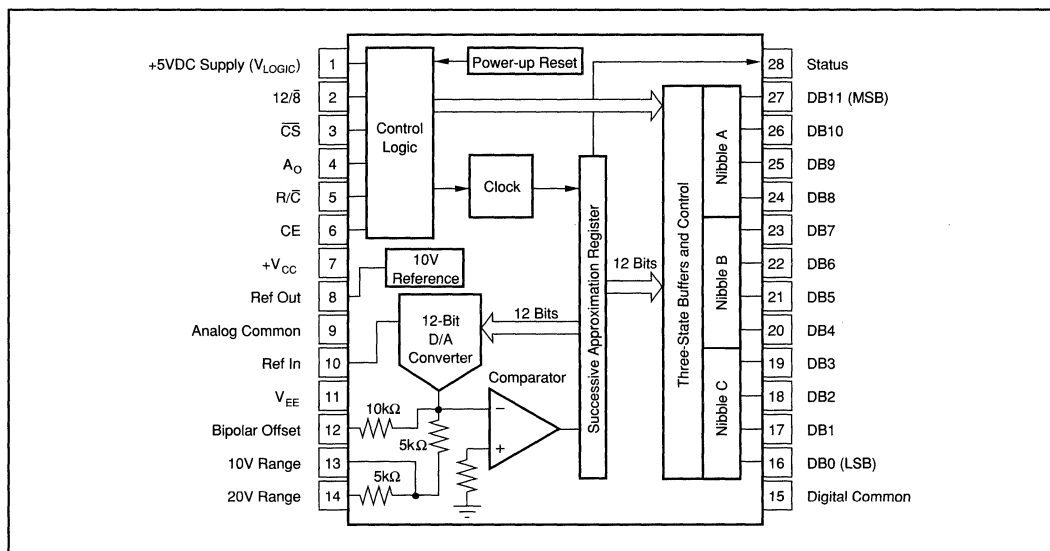 +5VDC Supply (VLOGIC) 1
12/8̅ 2
C̅S̅ 3
AO 4
R/C̅ 5
CE 6
+VCC 7
Ref Out 8
Analog Common 9
Ref In 10
VEE 11
Bipolar Offset 12
10V Range 13
20V Range 14
Control
Logic
Power-up Reset
Clock
10V
Reference
12-Bit
D/A
Converter
12 Bits
Comparator
−
+
10kΩ
5kΩ
5kΩ
Successive Approximation Register
12 Bits
Three-State Buffers and Control
Nibble A
Nibble B
Nibble C
28 Status
27 DB11 (MSB)
26 DB10
25 DB9
24 DB8
23 DB7
22 DB6
21 DB5
20 DB4
19 DB3
18 DB2
17 DB1
16 DB0 (LSB)
15 Digital Common